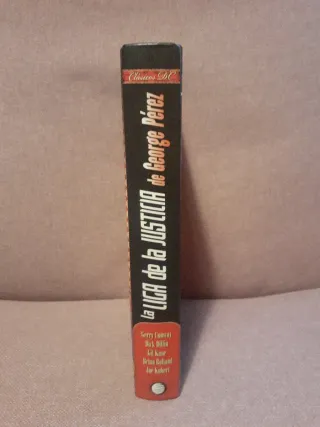 Clásicos DC
La LIGA de la JUSTICIA de George Pérez
Gerry Conway
Dick Dillin
Gil Kane
Brian Bolland
Joe Kubert